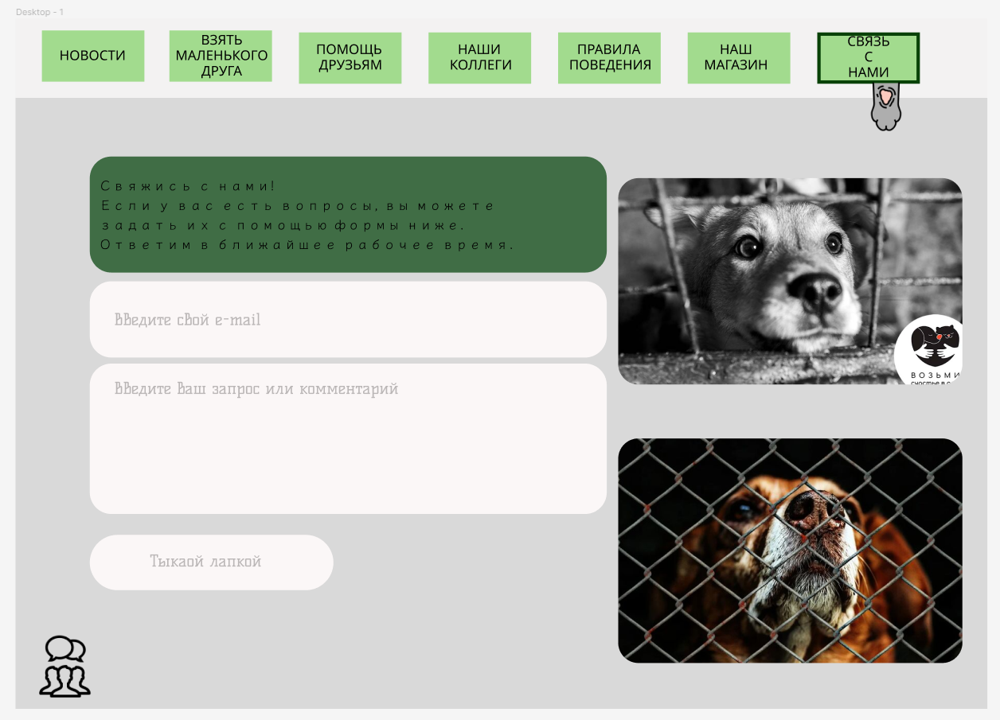 Desktop - 1
НОВОСТИ
ВЗЯТЬ
МАЛЕНЬКОГО
ДРУГА
ПОМОЩЬ
ДРУЗЬЯМ
НАШИ
КОЛЛЕГИ
ПРАВИЛА
ПОВЕДЕНИЯ
НАШ
МАГАЗИН
СВЯЗЬ
С
НАМИ
Свяжись с нами!
Если у вас есть вопросы, вы можете
задать их с помощью формы ниже.
Ответим в ближайшее рабочее время.
Введите свой e-mail
Введите Ваш запрос или комментарий
Тыкаой лапкой
ВОЗЬМИ
счастье в с